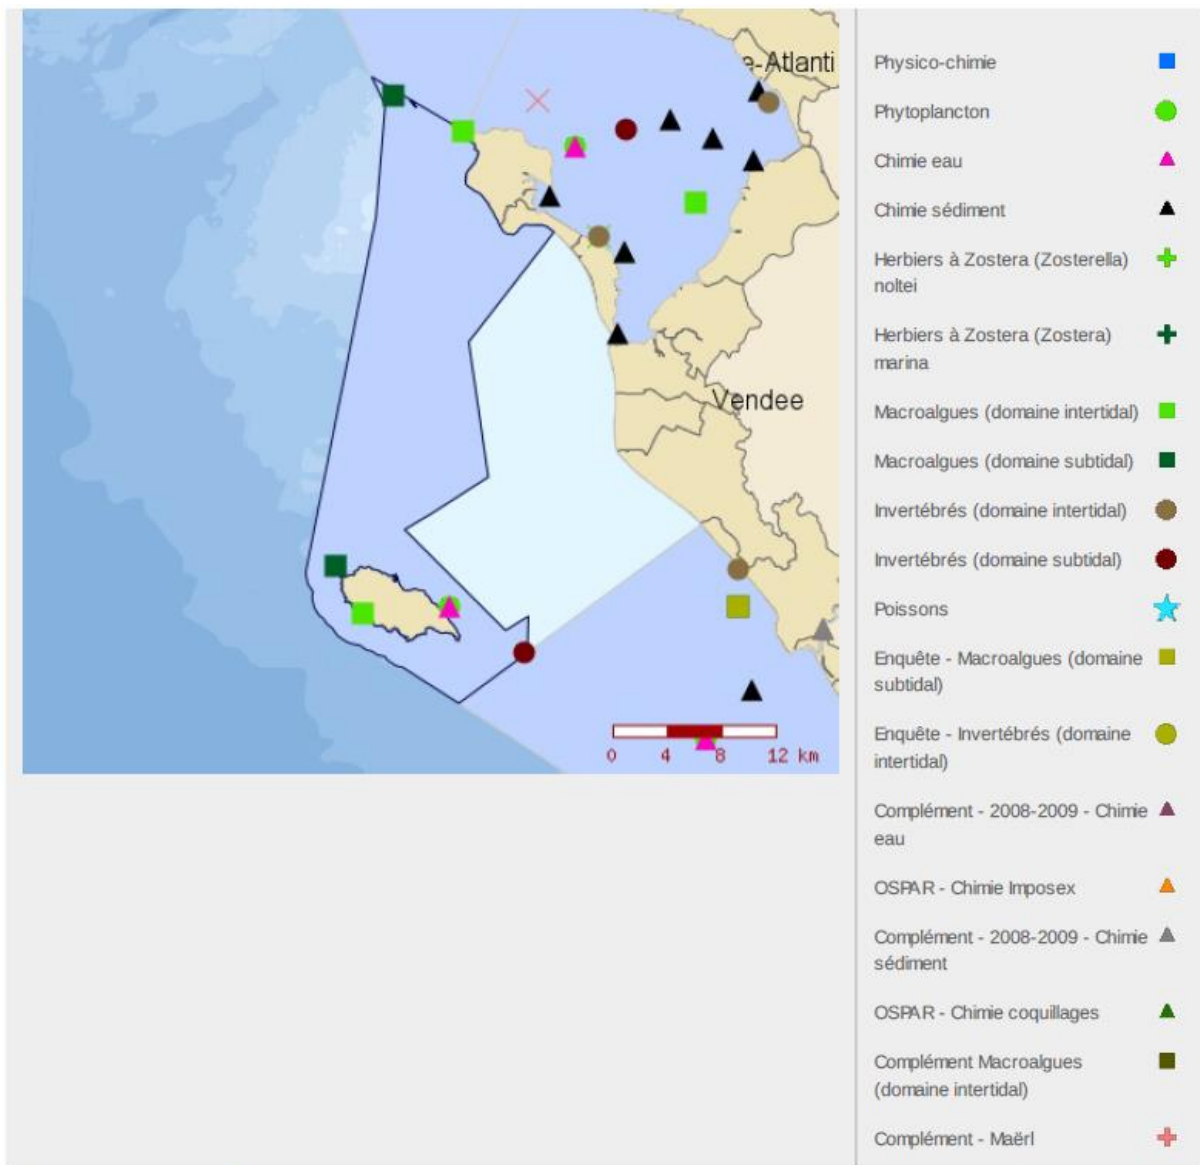 e-Atlanti
Vendee
0 4 8 12 km
Physico-chimie
Phytoplancton
Chimie eau
Chimie sédiment
Herbiers à Zostera (Zosterella)
noltei
Herbiers à Zostera (Zostera)
marina
Macroalgues (domaine intertidal)
Macroalgues (domaine subtidal)
Invertébrés (domaine intertidal)
Invertébrés (domaine subtidal)
Poissons
Enquête - Macroalgues (domaine
subtidal)
Enquête - Invertébrés (domaine
intertidal)
Complément - 2008-2009 - Chimie
eau
OSPAR - Chimie Imposex
Complément - 2008-2009 - Chimie
sédiment
OSPAR - Chimie coquillages
Complément Macroalgues
(domaine intertidal)
Complément - Maërl